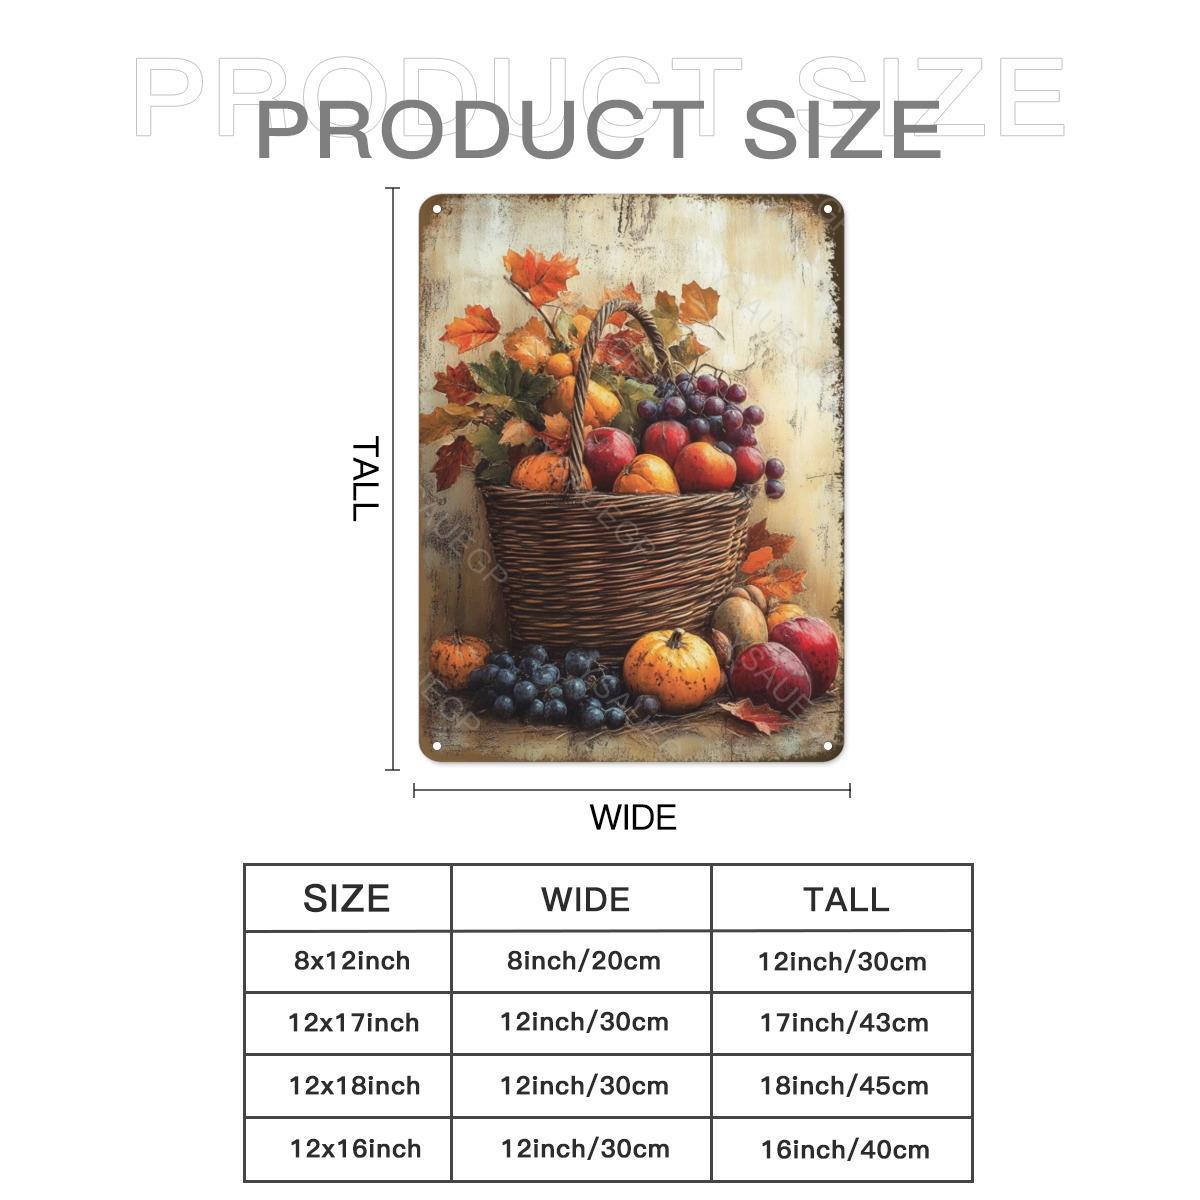 PRODUCT SIZE
PRODUCT SIZE
TALL
WIDE
SIZE WIDE TALL
8x12inch 8inch/20cm 12inch/30cm
12x17inch 12inch/30cm 17inch/43cm
12x18inch 12inch/30cm 18inch/45cm
12x16inch 12inch/30cm 16inch/40cm